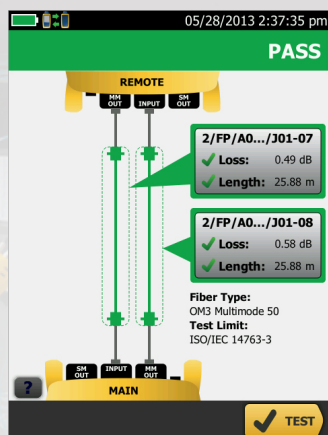 05/28/2013 2:37:35 pm
PASS
REMOTE
MM OUT
INPUT
SM OUT
2/FP/A0.../J01-07
Loss: 0.49 dB
Length: 25.88 m
2/FP/A0.../J01-08
Loss: 0.58 dB
Length: 25.88 m
Fiber Type:
OM3 Multimode 50
Test Limit:
ISO/IEC 14763-3
SM OUT
INPUT
MM OUT
MAIN
?
TEST